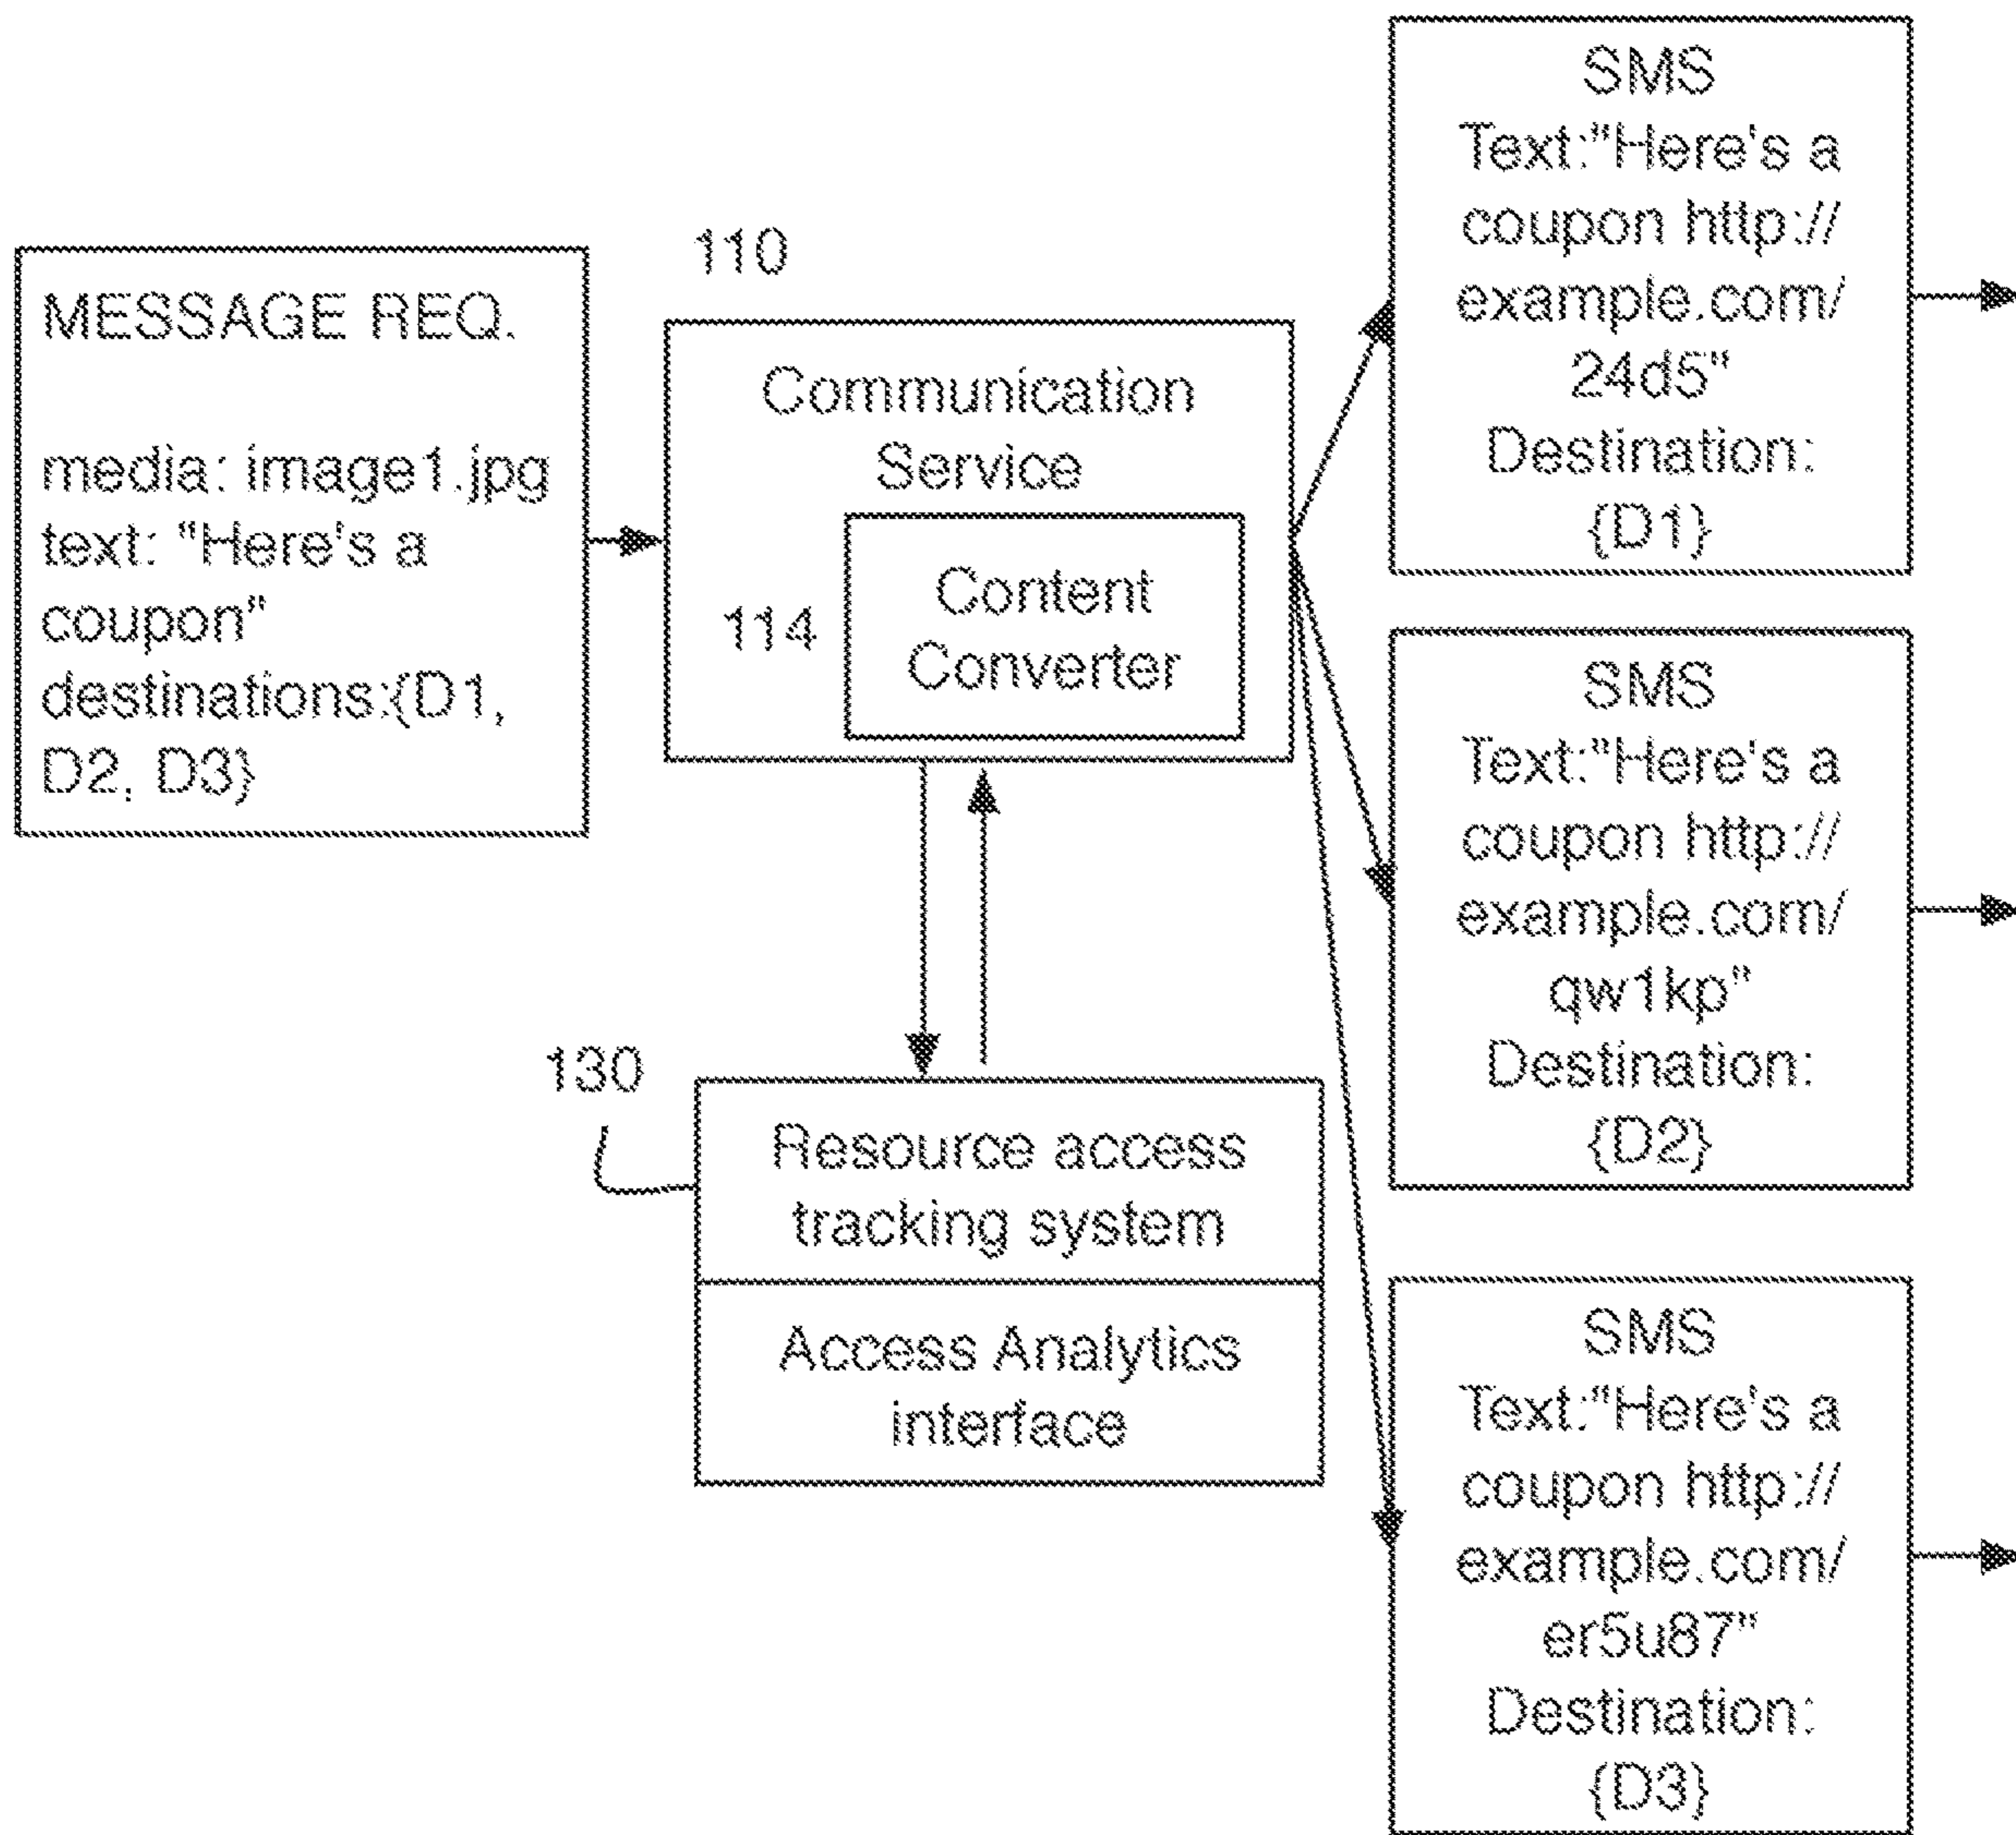 MESSAGE REQ.
media: image1.jpg
text: "Here's a
coupon"
destinations:{D1,
D2, D3}
110
Communication
Service
114
Content
Converter
130
Resource access
tracking system
Access Analytics
interface
SMS
Text:"Here's a
coupon http://
example.com/
24d5"
Destination:
{D1}
SMS
Text:"Here's a
coupon http://
example.com/
qw1kp"
Destination:
{D2}
SMS
Text:"Here's a
coupon http://
example.com/
er5u87"
Destination:
{D3}